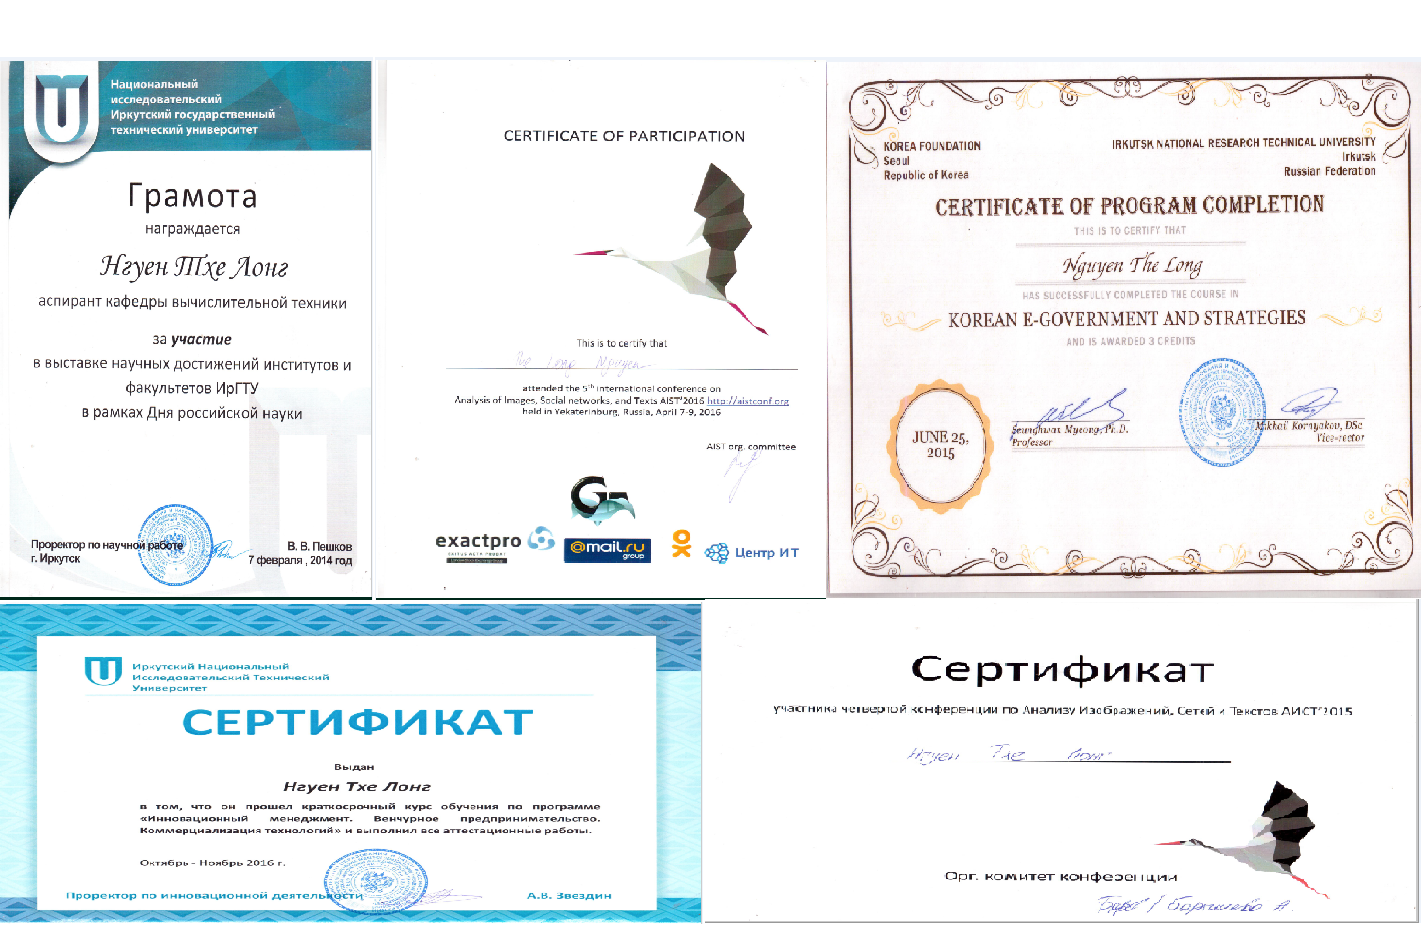 Национальный
исследовательский
Иркутский государственный
технический университет
Грамота
награждается
Нгуен Тхе Лонг
аспирант кафедры вычислительной техники
за участие
в выставке научных достижений институтов и
факультетов ИрГТУ
в рамках Дня российской науки
Проректор по научной работе
г. Иркутск
В. В. Пешков
7 февраля , 2014 год
CERTIFICATE OF PARTICIPATION
This is to certify that
The Long Nguyen
attended the 5th international conference on
Analysis of Images, Social networks, and Texts AIST'2016 http://aistconf.org
held in Yekaterinburg, Russia, April 7-9, 2016
AIST org. committee
exactpro
@mail.ru
group
Центр ИТ
KOREA FOUNDATION
Seoul
Republic of Korea
IRKUTSK NATIONAL RESEARCH TECHNICAL UNIVERSITY
Irkutsk
Russian Federation
CERTIFICATE OF PROGRAM COMPLETION
THIS IS TO CERTIFY THAT
Nguyen The Long
HAS SUCCESSFULLY COMPLETED THE COURSE IN
KOREAN E-GOVERNMENT AND STRATEGIES
AND IS AWARDED 3 CREDITS
JUNE 25,
2015
Seunghwan Myeong, Ph.D.
Professor
Mikhail Kornyakov, DSc
Vice-rector
Иркутский Национальный
Исследовательский Технический
Университет
СЕРТИФИКАТ
Выдан
Нгуен Тхе Лонг
в том, что он прошел краткосрочный курс обучения по программе
«Инновационный менеджмент. Венчурное предпринимательство.
Коммерциализация технологий» и выполнил все аттестационные работы.
Октябрь - Ноябрь 2016 г.
Проректор по инновационной деятельности
А.В. Звездин
Сертификат
участника четвертой конференции по Анализу Изображений, Сетей и Текстов АИСТ'2015
Нгуен Тхе Лонг
Орг. комитет конференции